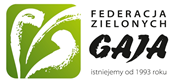 FEDERACJA
ZIELONYCH
GAJA
istniejemy od 1993 roku